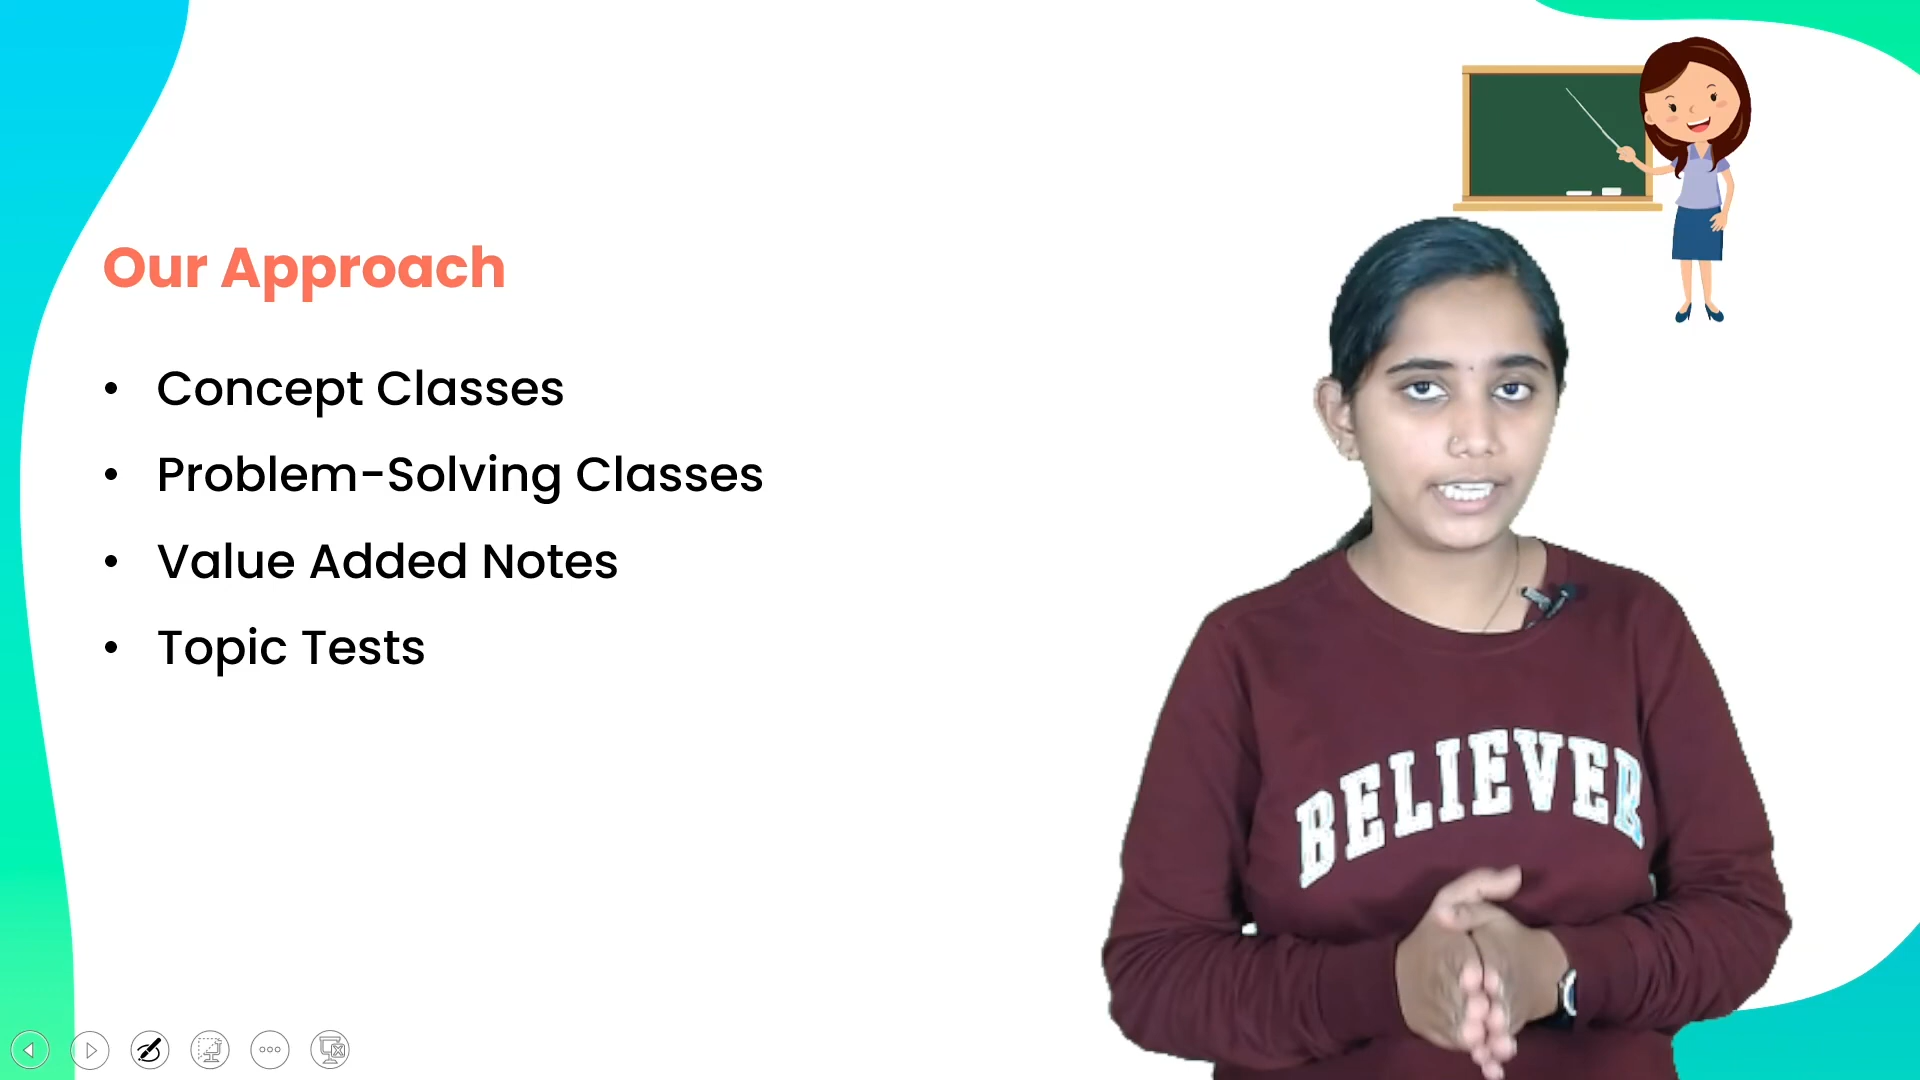 Our Approach
• Concept Classes
• Problem-Solving Classes
• Value Added Notes
• Topic Tests
BELIEVER